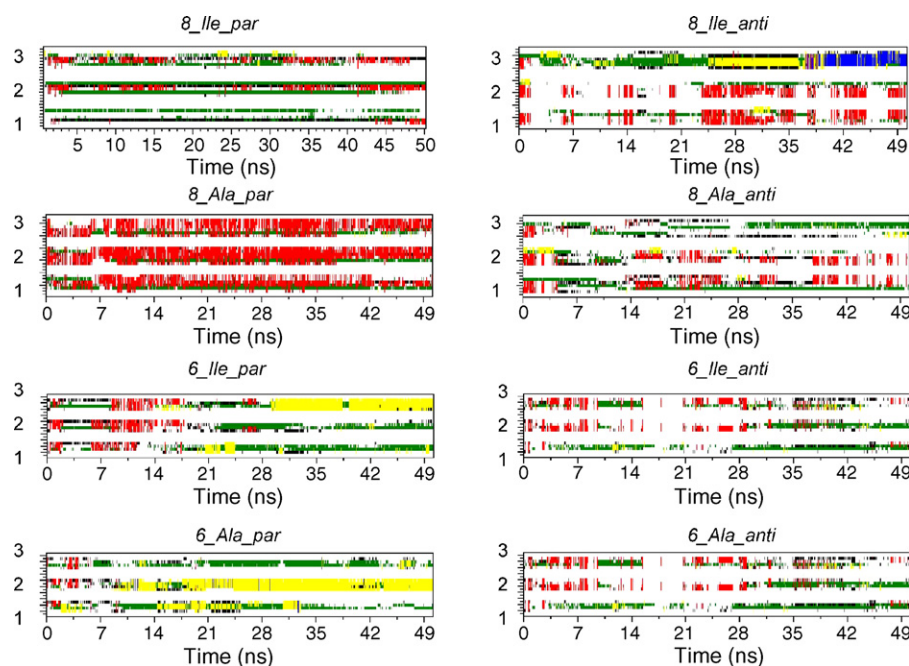 8_Ile_par
8_Ile_anti
3
2
1
5 10 15 20 25 30 35 40 45 50
Time (ns)
3
2
1
0 7 14 21 28 35 42 49
Time (ns)
8_Ala_par
8_Ala_anti
3
2
1
0 7 14 21 28 35 42 49
Time (ns)
3
2
1
0 7 14 21 28 35 42 49
Time (ns)
6_Ile_par
6_Ile_anti
3
2
1
0 7 14 21 28 35 42 49
Time (ns)
3
2
1
0 7 14 21 28 35 42 49
Time (ns)
6_Ala_par
6_Ala_anti
3
2
1
0 7 14 21 28 35 42 49
Time (ns)
3
2
1
0 7 14 21 28 35 42 49
Time (ns)